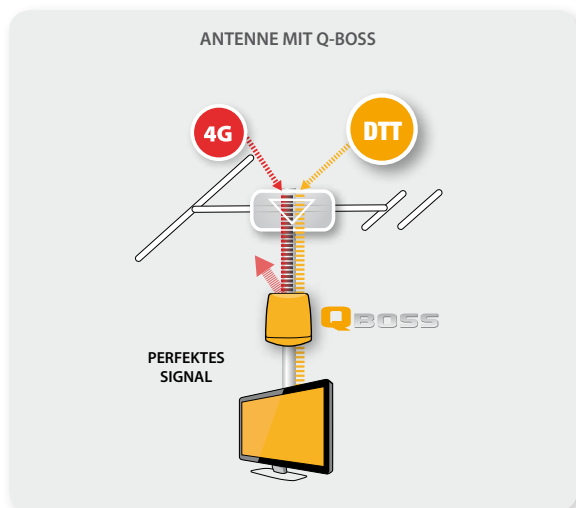 ANTENNE MIT Q-BOSS
4G
DTT
QBOSS
PERFEKTES
SIGNAL